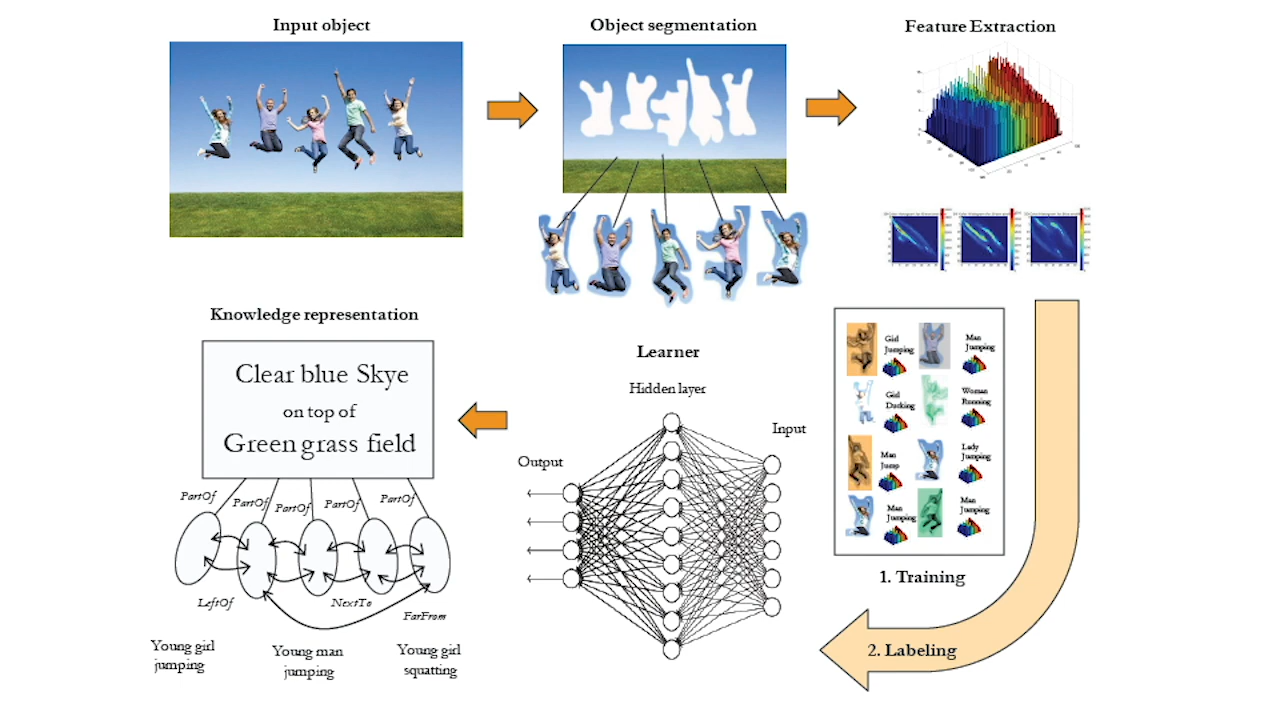 Input object
Object segmentation
Feature Extraction
Knowledge representation
Clear blue Skye
on top of
Green grass field
PartOf
PartOf
PartOf
PartOf
PartOf
LeftOf
NextTo
FarFrom
Young girl
jumping
Young man
jumping
Young girl
squatting
Learner
Hidden layer
Input
Output
Girl
Jumping
Man
Jumping
Girl
Ducking
Woman
Running
Man
Jump
Lady
Jumping
Man
Jumping
Man
Jumping
1. Training
2. Labeling